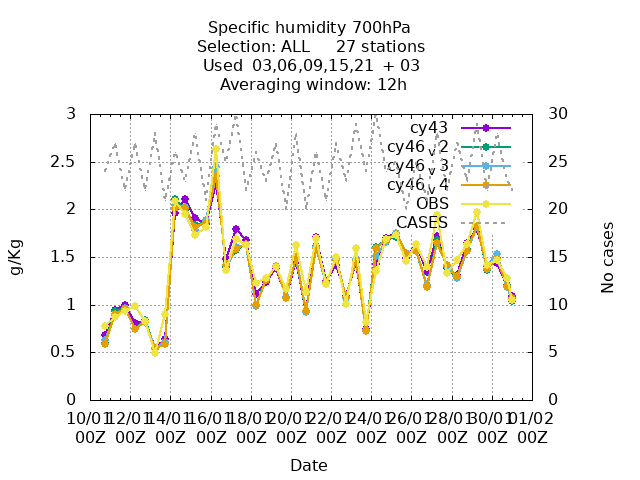 Specific humidity 700hPa
Selection: ALL 27 stations
Used 03,06,09,15,21 + 03
Averaging window: 12h
g/Kg
No cases
3
2.5
2
1.5
1
0.5
0
30
25
20
15
10
5
0
cy43
cy46_v_2
cy46_v_3
cy46_v_4
OBS
CASES
10/01 12/01 14/01 16/01 18/01 20/01 22/01 24/01 26/01 28/01 30/01 01/02
00Z 00Z 00Z 00Z 00Z 00Z 00Z 00Z 00Z 00Z 00Z 00Z
Date